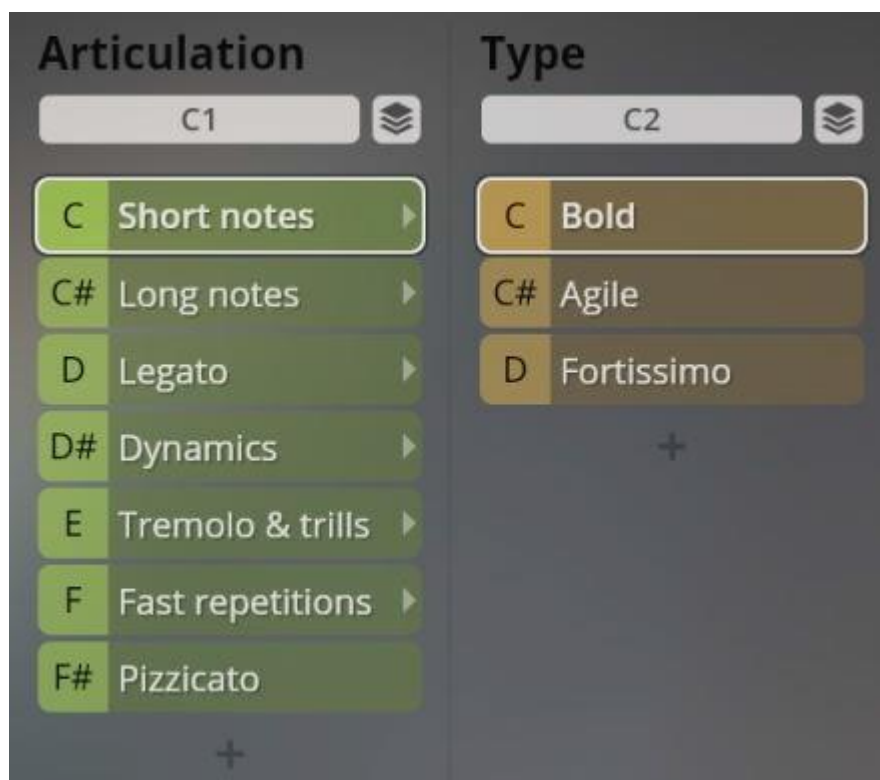 Articulation
C1
C Short notes
C# Long notes
D Legato
D# Dynamics
E Tremolo & trills
F Fast repetitions
F# Pizzicato
+
Type
C2
C Bold
C# Agile
D Fortissimo
+